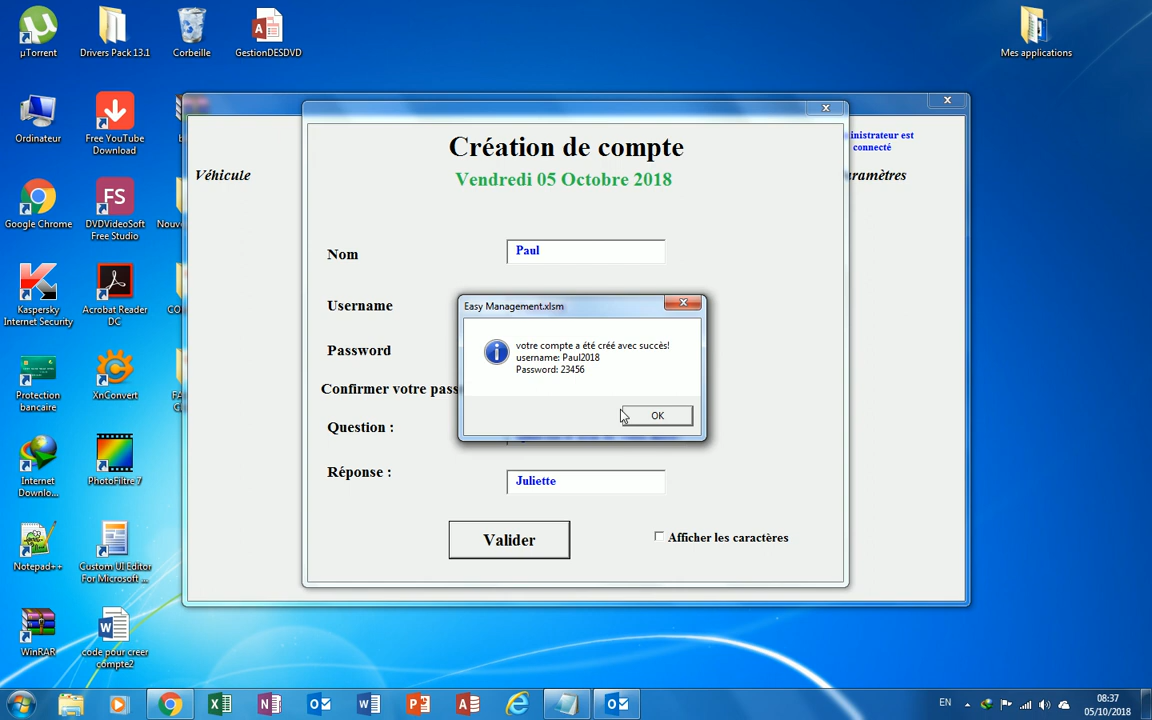 µTorrent
Drivers Pack 13.1
Corbeille
GestionDESDVD
Mes applications
Ordinateur
Free YouTube
Download
Google Chrome
DVDVideoSoft
Free Studio
Kaspersky
Internet Security
Acrobat Reader
DC
Protection
bancaire
XnConvert
Internet
Downlo...
PhotoFiltre 7
Notepad++
Custom UI Editor
For Microsoft ...
WinRAR
code pour creer
compte2
Véhicule
inistrateur est
connecté
ramètres
Création de compte
Vendredi 05 Octobre 2018
Nom
Paul
Username
Password
Confirmer votre pass
Question :
Réponse :
Juliette
Valider
Afficher les caractères
Easy Management.xlsm
votre compte a été créé avec succès!
username: Paul2018
Password: 23456
OK
EN
08:37
05/10/2018